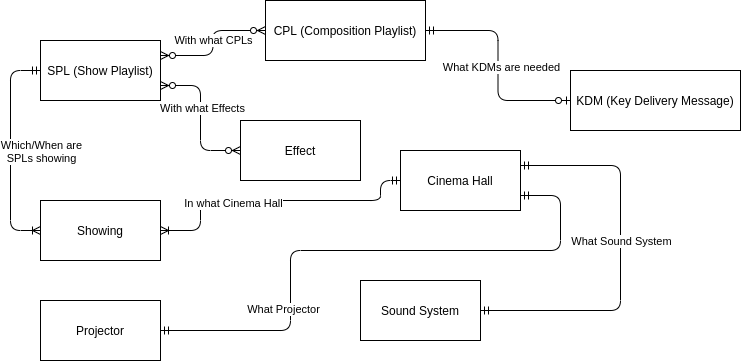 CPL (Composition Playlist)
With what CPLs
SPL (Show Playlist)
What KDMs are needed
KDM (Key Delivery Message)
With what Effects
Effect
Which/When are
SPLs showing
Cinema Hall
In what Cinema Hall
Showing
What Sound System
What Projector
Sound System
Projector